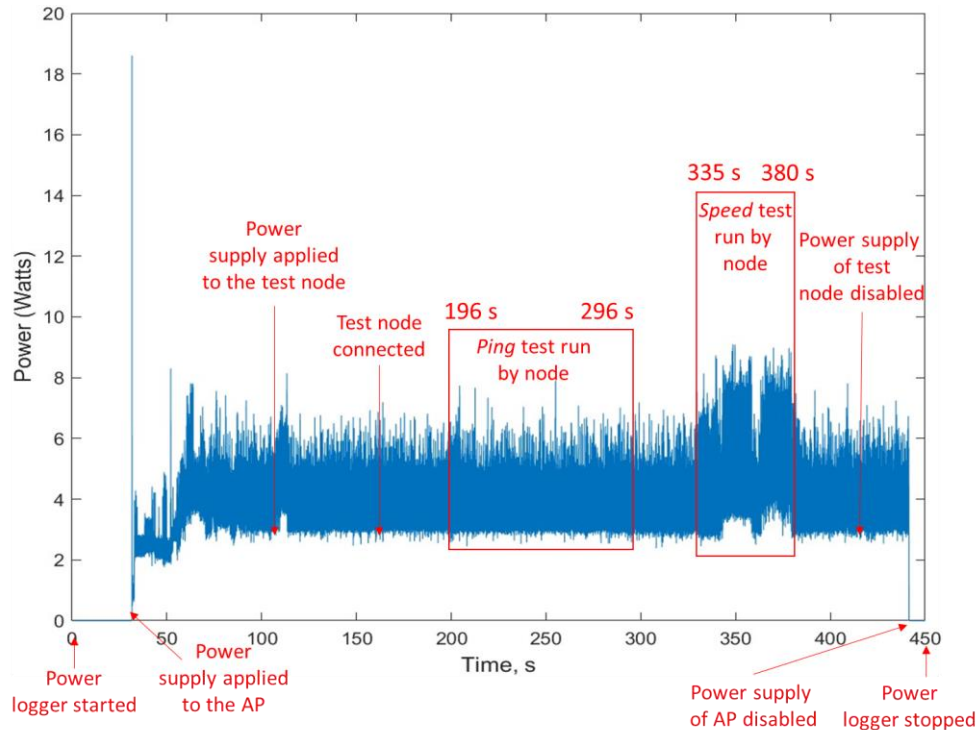 20
18
16
14
12
10
8
6
4
2
0
Power (Watts)
0
50
100
150
200
250
300
350
400
450
Time, s
Power
logger started
Power
supply applied
to the AP
Power
supply applied
to the test node
Test node
connected
196 s
296 s
Ping test run
by node
335 s
380 s
Speed test
run by
node
Power supply
of test
node disabled
Power supply
of AP disabled
Power
logger stopped